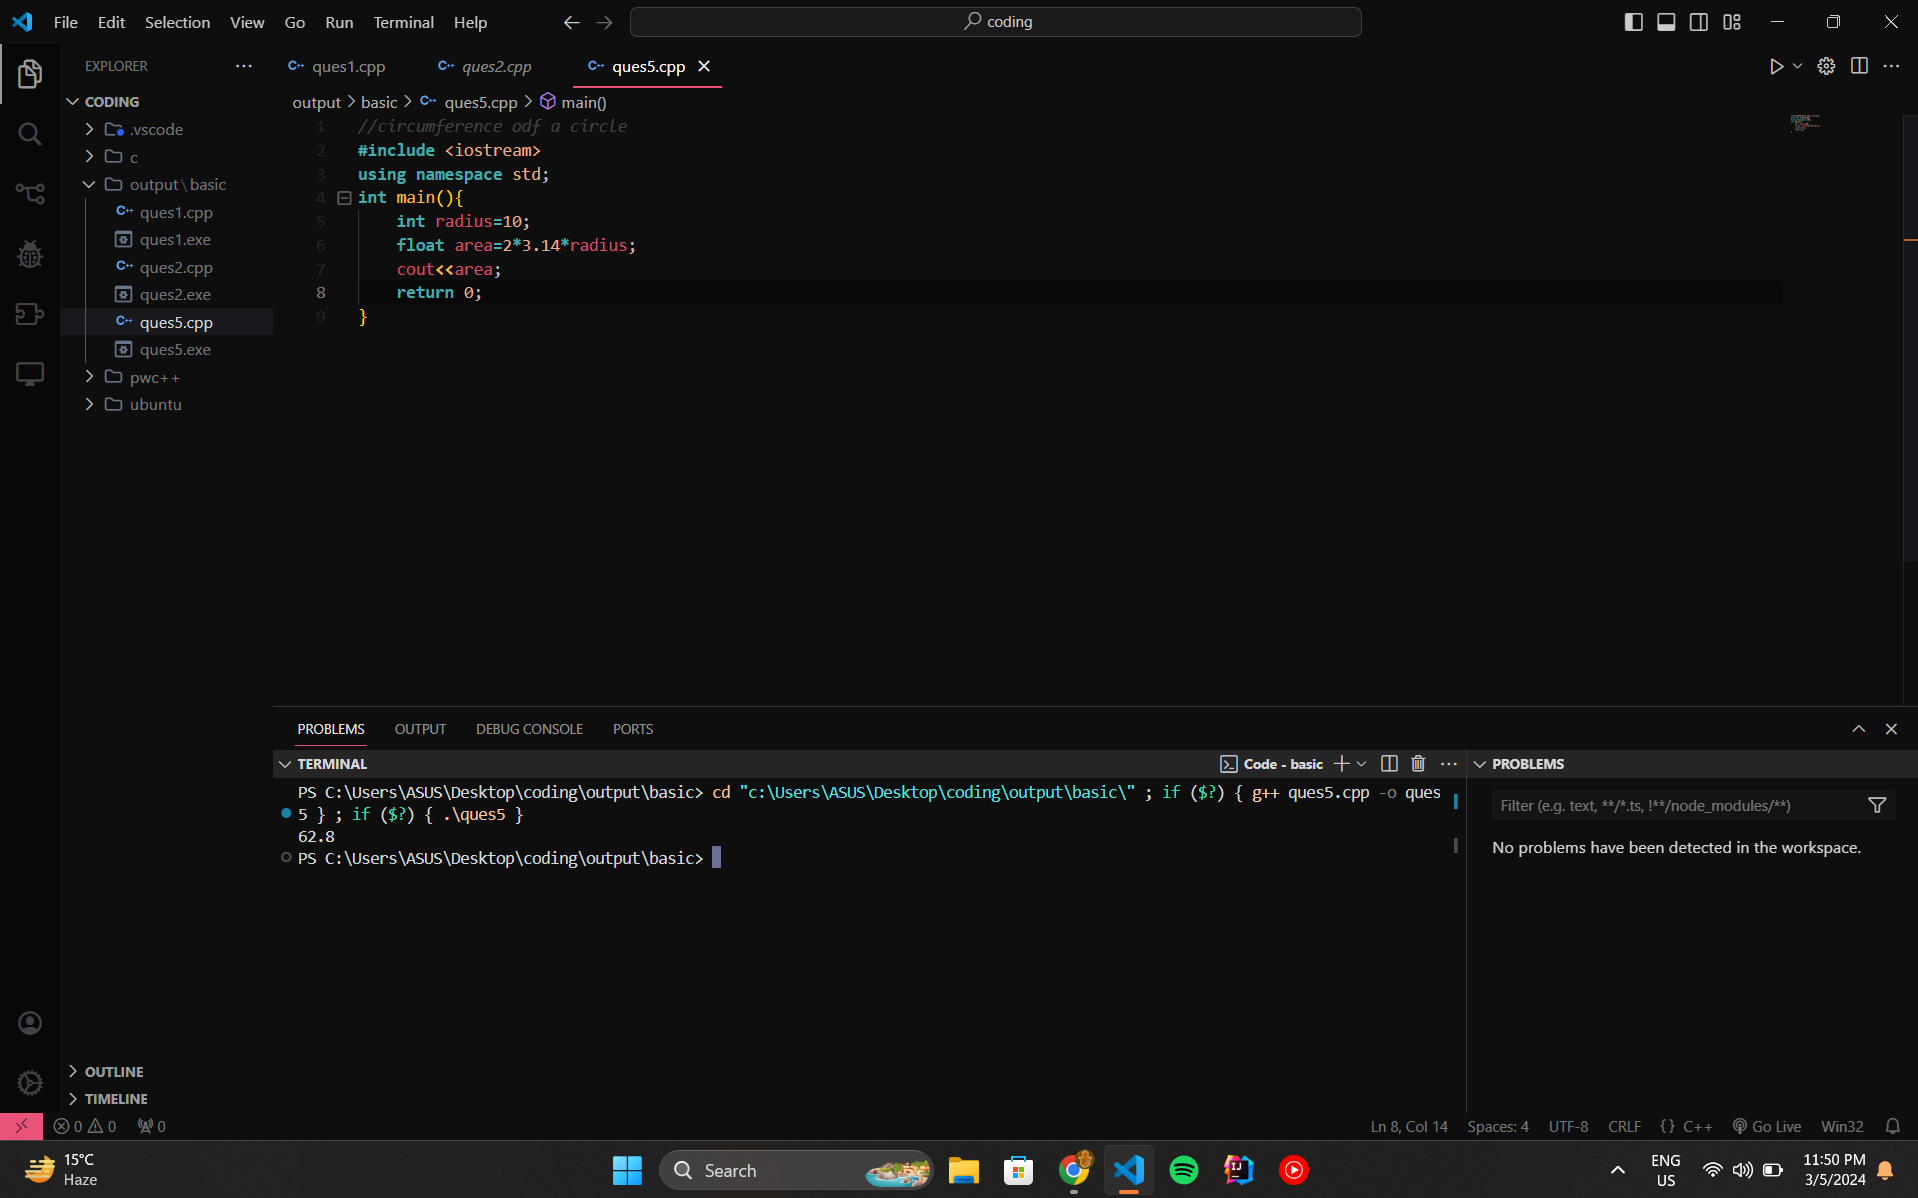 File Edit Selection View Go Run Terminal Help
coding
EXPLORER
ques1.cpp
ques2.cpp
ques5.cpp
CODING
.vscode
c
output\basic
ques1.cpp
ques1.exe
ques2.cpp
ques2.exe
ques5.cpp
ques5.exe
pwc++
ubuntu
OUTLINE
TIMELINE
output > basic > ques5.cpp > main()
1 //circumference odf a circle
2 #include <iostream>
3 using namespace std;
4 int main(){
5 int radius=10;
6 float area=2*3.14*radius;
7 cout<<area;
8 return 0;
9 }
PROBLEMS OUTPUT DEBUG CONSOLE PORTS
TERMINAL
Code - basic
PS C:\Users\ASUS\Desktop\coding\output\basic> cd "c:\Users\ASUS\Desktop\coding\output\basic\" ; if ($?) { g++ ques5.cpp -o ques
5 } ; if ($?) { .\ques5 }
62.8
PS C:\Users\ASUS\Desktop\coding\output\basic>
PROBLEMS
Filter (e.g. text, **/*.ts, !**/node_modules/**)
No problems have been detected in the workspace.
0 0 0
Ln 8, Col 14 Spaces: 4 UTF-8 CRLF {} C++ Go Live Win32
15°C
Haze
Search
IJ
ENG
US
11:50 PM
3/5/2024